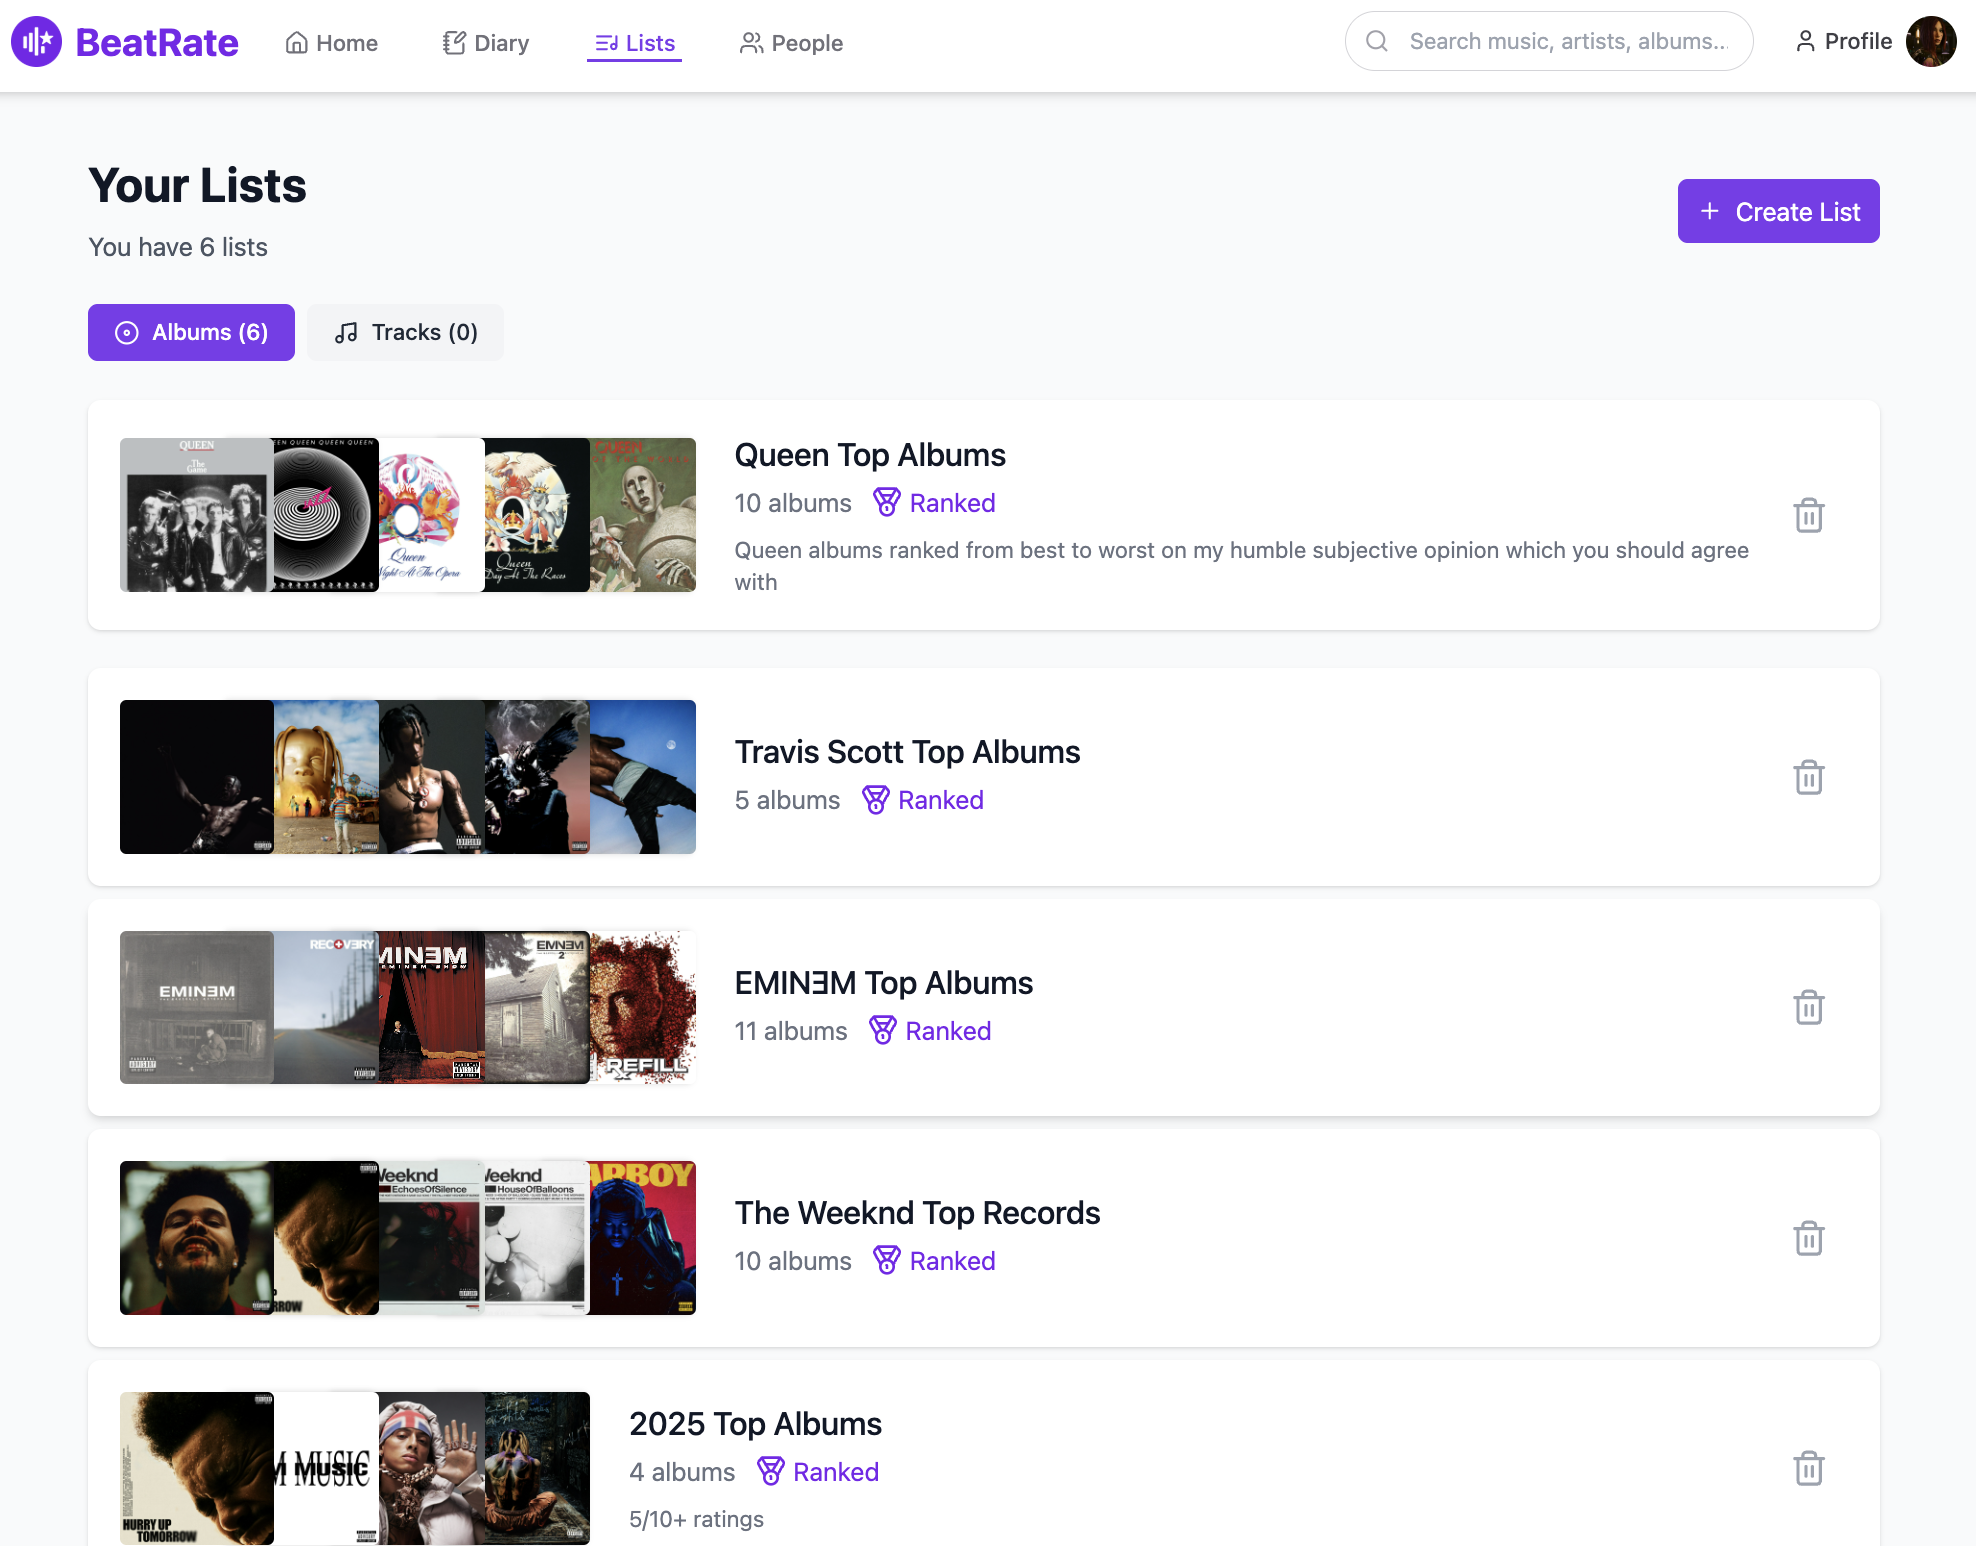 BeatRate
Home
Diary
Lists
People
Search music, artists, albums...
Profile
Your Lists
You have 6 lists
+ Create List
Albums (6)
Tracks (0)
QUEEN
The Game
QUEEN QUEEN QUEEN
Queen
Night At The Opera
Queen
Day At The Races
QUEEN
Queen Top Albums
10 albums
Ranked
Queen albums ranked from best to worst on my humble subjective opinion which you should agree
with
Travis Scott Top Albums
5 albums
Ranked
EMINƎM
RECOVERY
MINƎM
EMINEM SHOW
EMINƎM
2
REFILL
EMINƎM Top Albums
11 albums
Ranked
RROW
Weeknd
EchoesOfSilence
Weeknd
HouseOfBalloons
ARBOY
The Weeknd Top Records
10 albums
Ranked
HURRY UP
TOMORROW
M MUSIC
2025 Top Albums
4 albums
Ranked
5/10+ ratings